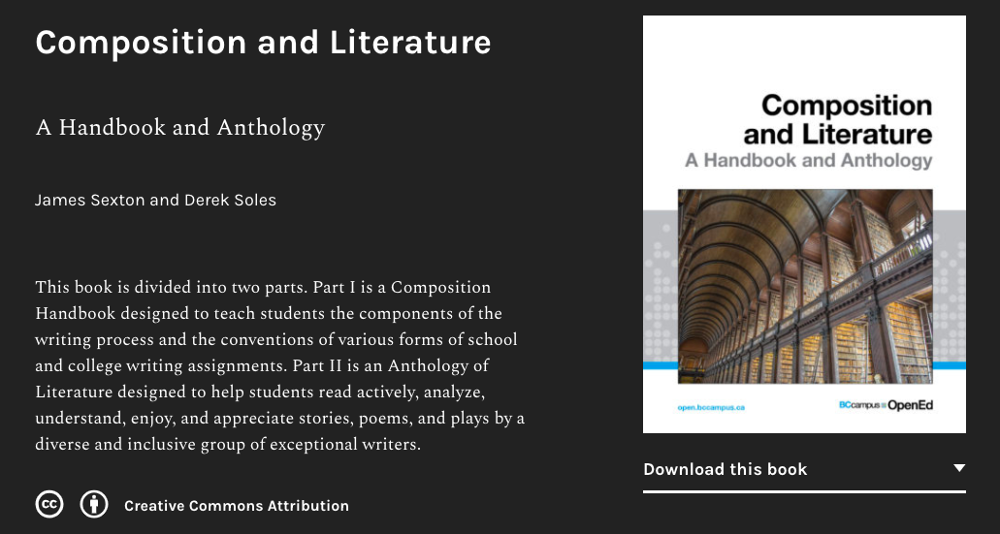 Composition and Literature
A Handbook and Anthology
James Sexton and Derek Soles
This book is divided into two parts. Part I is a Composition
Handbook designed to teach students the components of the
writing process and the conventions of various forms of school
and college writing assignments. Part II is an Anthology of
Literature designed to help students read actively, analyze,
understand, enjoy, and appreciate stories, poems, and plays by a
diverse and inclusive group of exceptional writers.
cc
Creative Commons Attribution
Composition
and Literature
A Handbook and Anthology
open.bccampus.ca
BCcampus OpenEd
Download this book